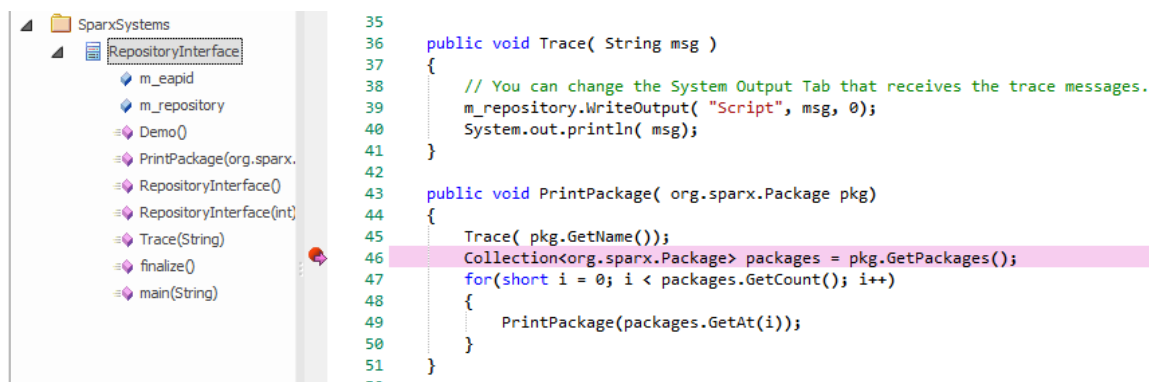 SparxSystems
RepositoryInterface
m_eapid
m_repository
Demo()
PrintPackage(org.sparx.
RepositoryInterface()
RepositoryInterface(int)
Trace(String)
finalize()
main(String)
35
36 public void Trace( String msg )
37 {
38 // You can change the System Output Tab that receives the trace messages.
39 m_repository.WriteOutput( "Script", msg, 0);
40 System.out.println( msg);
41 }
42
43 public void PrintPackage( org.sparx.Package pkg)
44 {
45 Trace( pkg.GetName());
46 Collection<org.sparx.Package> packages = pkg.GetPackages();
47 for(short i = 0; i < packages.GetCount(); i++)
48 {
49 PrintPackage(packages.GetAt(i));
50 }
51 }